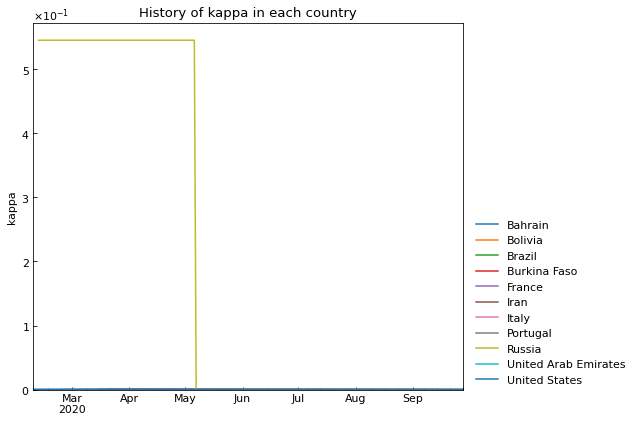 History of kappa in each country
×10⁻¹
5
4
3
2
1
0
kappa
Mar
2020
Apr
May
Jun
Jul
Aug
Sep
Bahrain
Bolivia
Brazil
Burkina Faso
France
Iran
Italy
Portugal
Russia
United Arab Emirates
United States